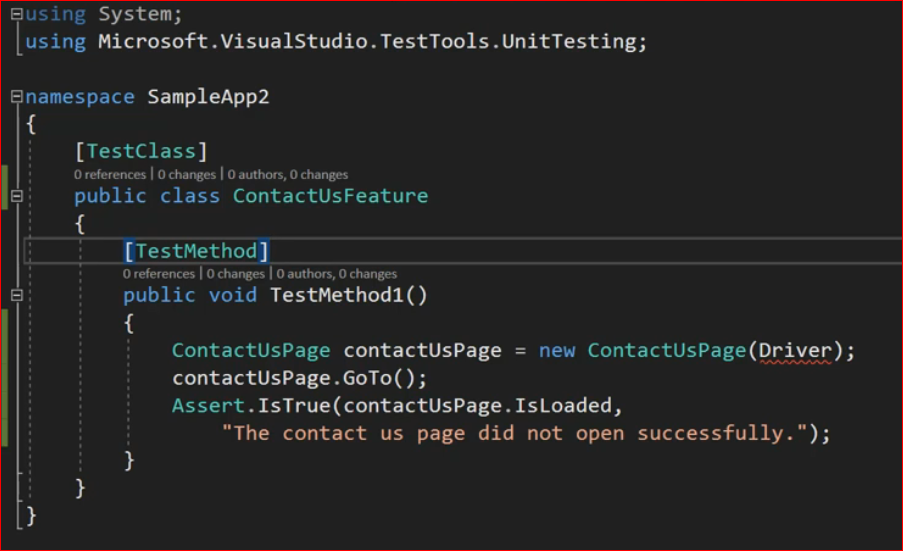 using System;
using Microsoft.VisualStudio.TestTools.UnitTesting;
namespace SampleApp2
{
[TestClass]
0 references | 0 changes | 0 authors, 0 changes
public class ContactUsFeature
{
[TestMethod]
0 references | 0 changes | 0 authors, 0 changes
public void TestMethod1()
{
ContactUsPage contactUsPage = new ContactUsPage(Driver);
contactUsPage.GoTo();
Assert.IsTrue(contactUsPage.IsLoaded,
"The contact us page did not open successfully.");
}
}
}